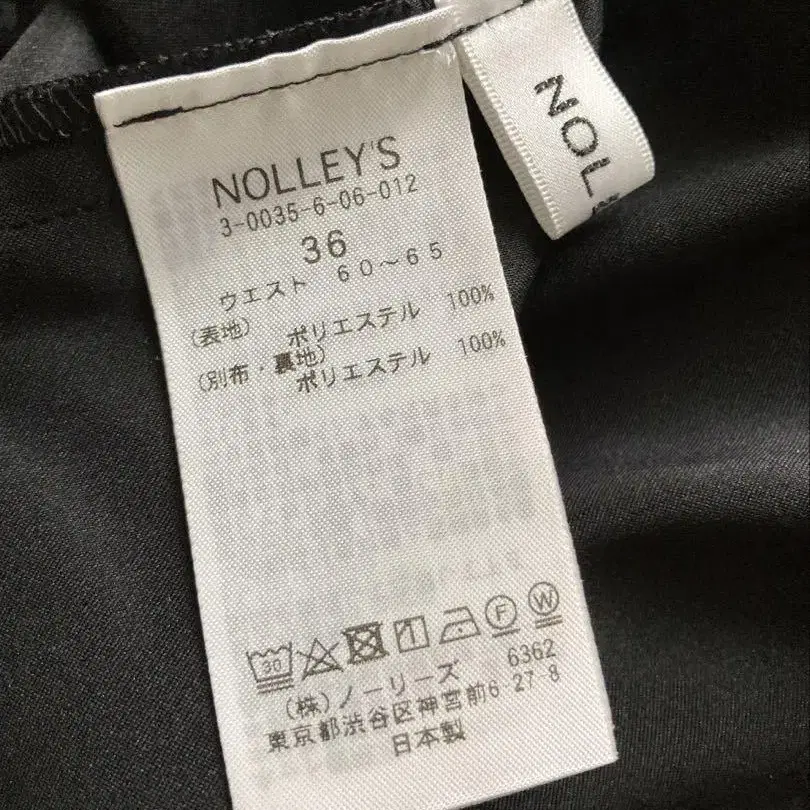 NOLLEY'S
3-0035-6-06-012
36
ウエスト 60～65
(表地) ポリエステル 100%
(別布・裏地)
ポリエステル 100%
30 F W
(株)ノーリーズ 6362
東京都渋谷区神宮前6-27-8
日本製
NOL